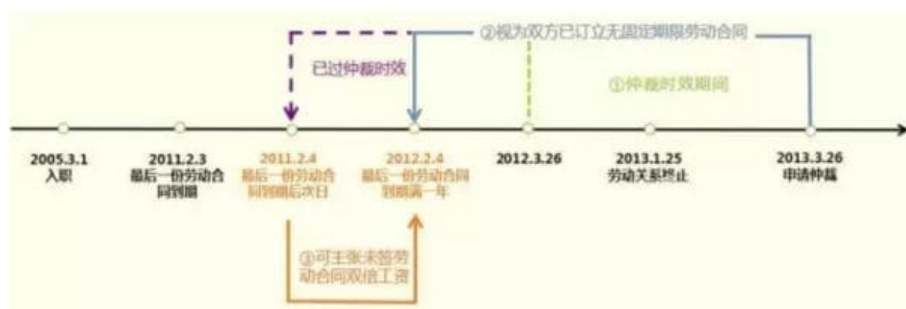 ②视为双方已订立无固定期限劳动合同
已过仲裁时效
①仲裁时效期间
2005.3.1
入职
2011.2.3
最后一份劳动合
同到期
2011.2.4
最后一份劳动合
同到期后次日
2012.2.4
最后一份劳动合同
到期满一年
2012.3.26
2013.1.25
劳动关系终止
2013.3.26
申请仲裁
③可主张未签劳
动合同双倍工资